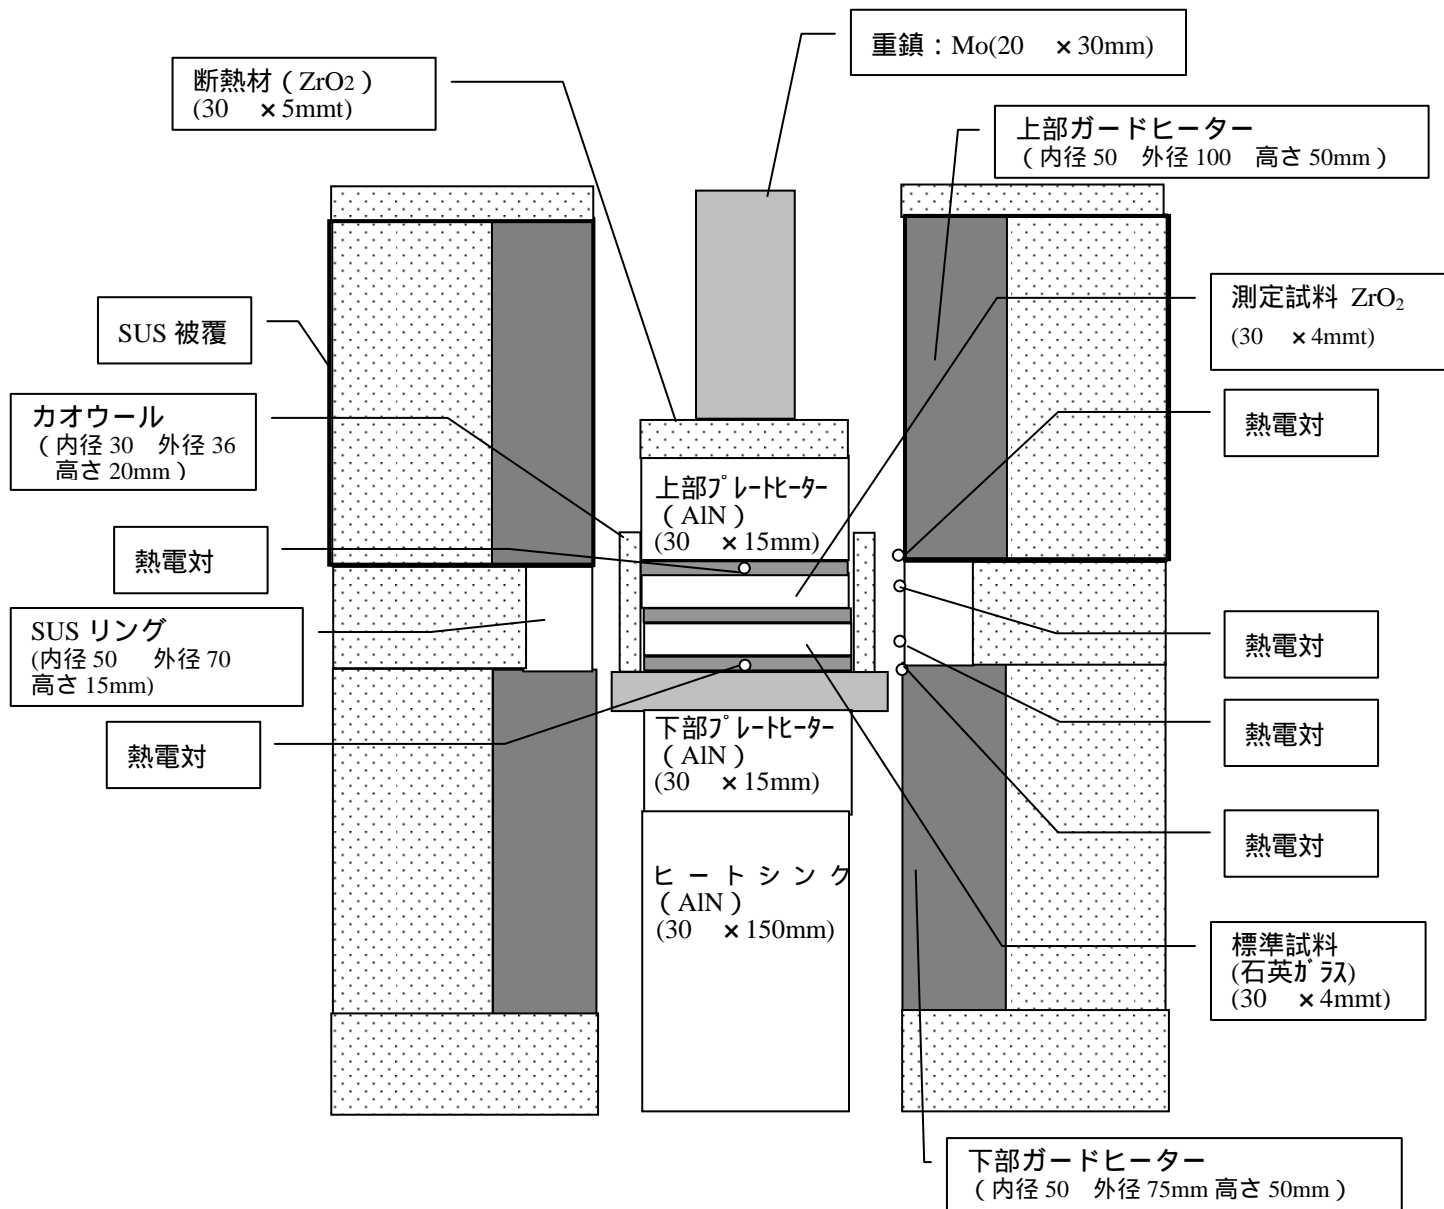 重鎮：Mo(20　×30mm)
断熱材（ZrO2）
(30　×5mmt)
上部ガードヒーター
（内径 50　外径 100　高さ 50mm）
測定試料 ZrO₂
(30　×4mmt)
SUS 被覆
カオウール
（内径 30　外径 36
高さ 20mm）
熱電対
上部プレートヒーター
（AlN）
(30　×15mm)
熱電対
SUS リング
(内径 50　外径 70
高さ 15mm)
熱電対
熱電対
熱電対
下部プレートヒーター
（AlN）
(30　×15mm)
熱電対
ヒートシンク
（AlN）
(30　×150mm)
標準試料
(石英ガラス)
(30　×4mmt)
下部ガードヒーター
（内径 50　外径 75mm 高さ 50mm）